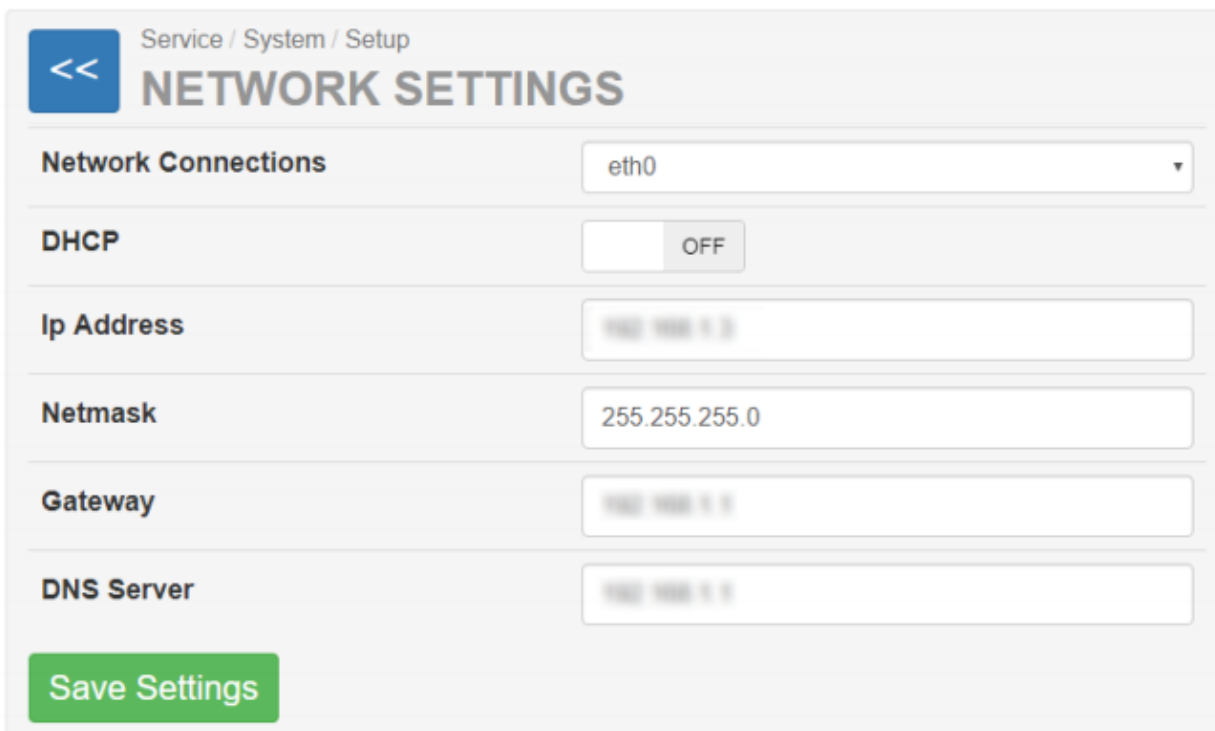 <<
Service / System / Setup
NETWORK SETTINGS
Network Connections
eth0
DHCP
OFF
Ip Address
Netmask
255.255.255.0
Gateway
DNS Server
Save Settings